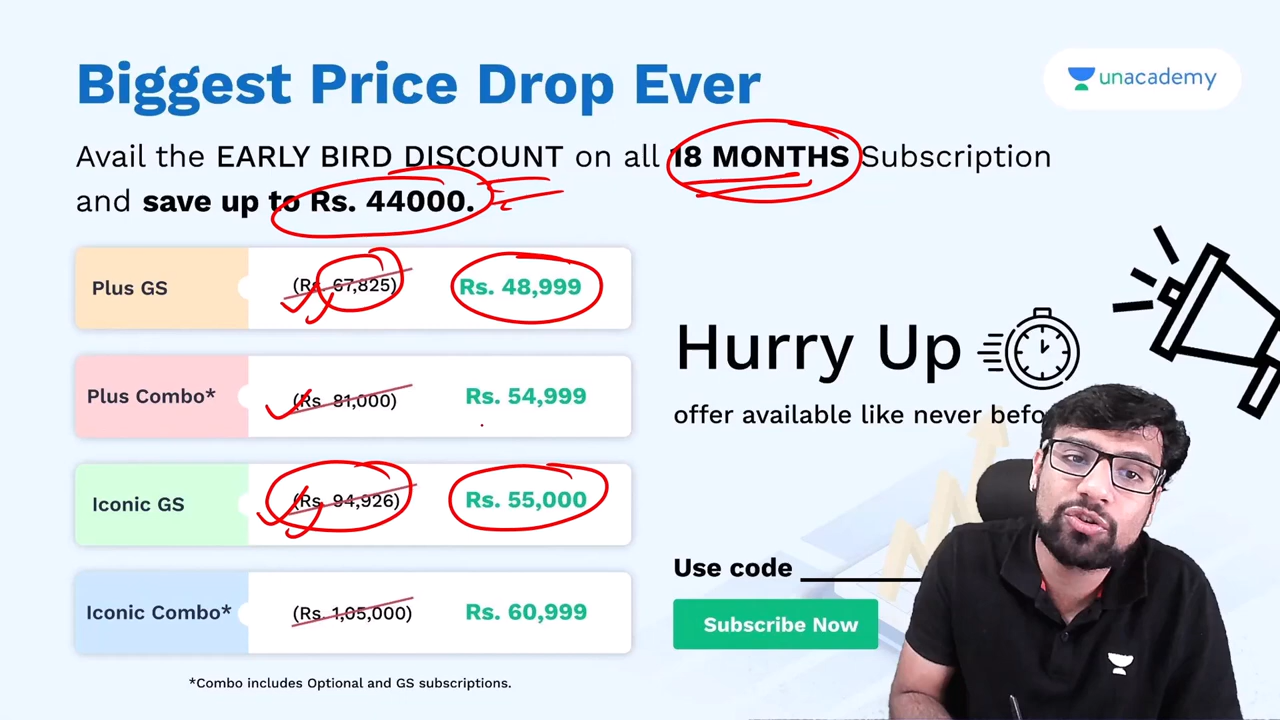 Biggest Price Drop Ever
unacademy
Avail the EARLY BIRD DISCOUNT on all 18 MONTHS Subscription
and save up to Rs. 44000.
Plus GS (Rs. 67,825) Rs. 48,999
Plus Combo* (Rs. 81,000) Rs. 54,999
Iconic GS (Rs. 94,926) Rs. 55,000
Iconic Combo* (Rs. 1,05,000) Rs. 60,999
*Combo includes Optional and GS subscriptions.
Hurry Up
offer available like never befo
Use code
Subscribe Now